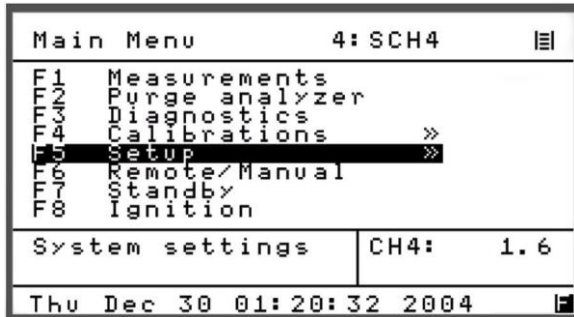 Main Menu 4: SCH4
F1 Measurements
F2 Purge analyzer
F3 Diagnostics
F4 Calibrations »
F5 Setup »
F6 Remote/Manual
F7 Standby
F8 Ignition
System settings CH4: 1.6
Thu Dec 30 01:20:32 2004 F